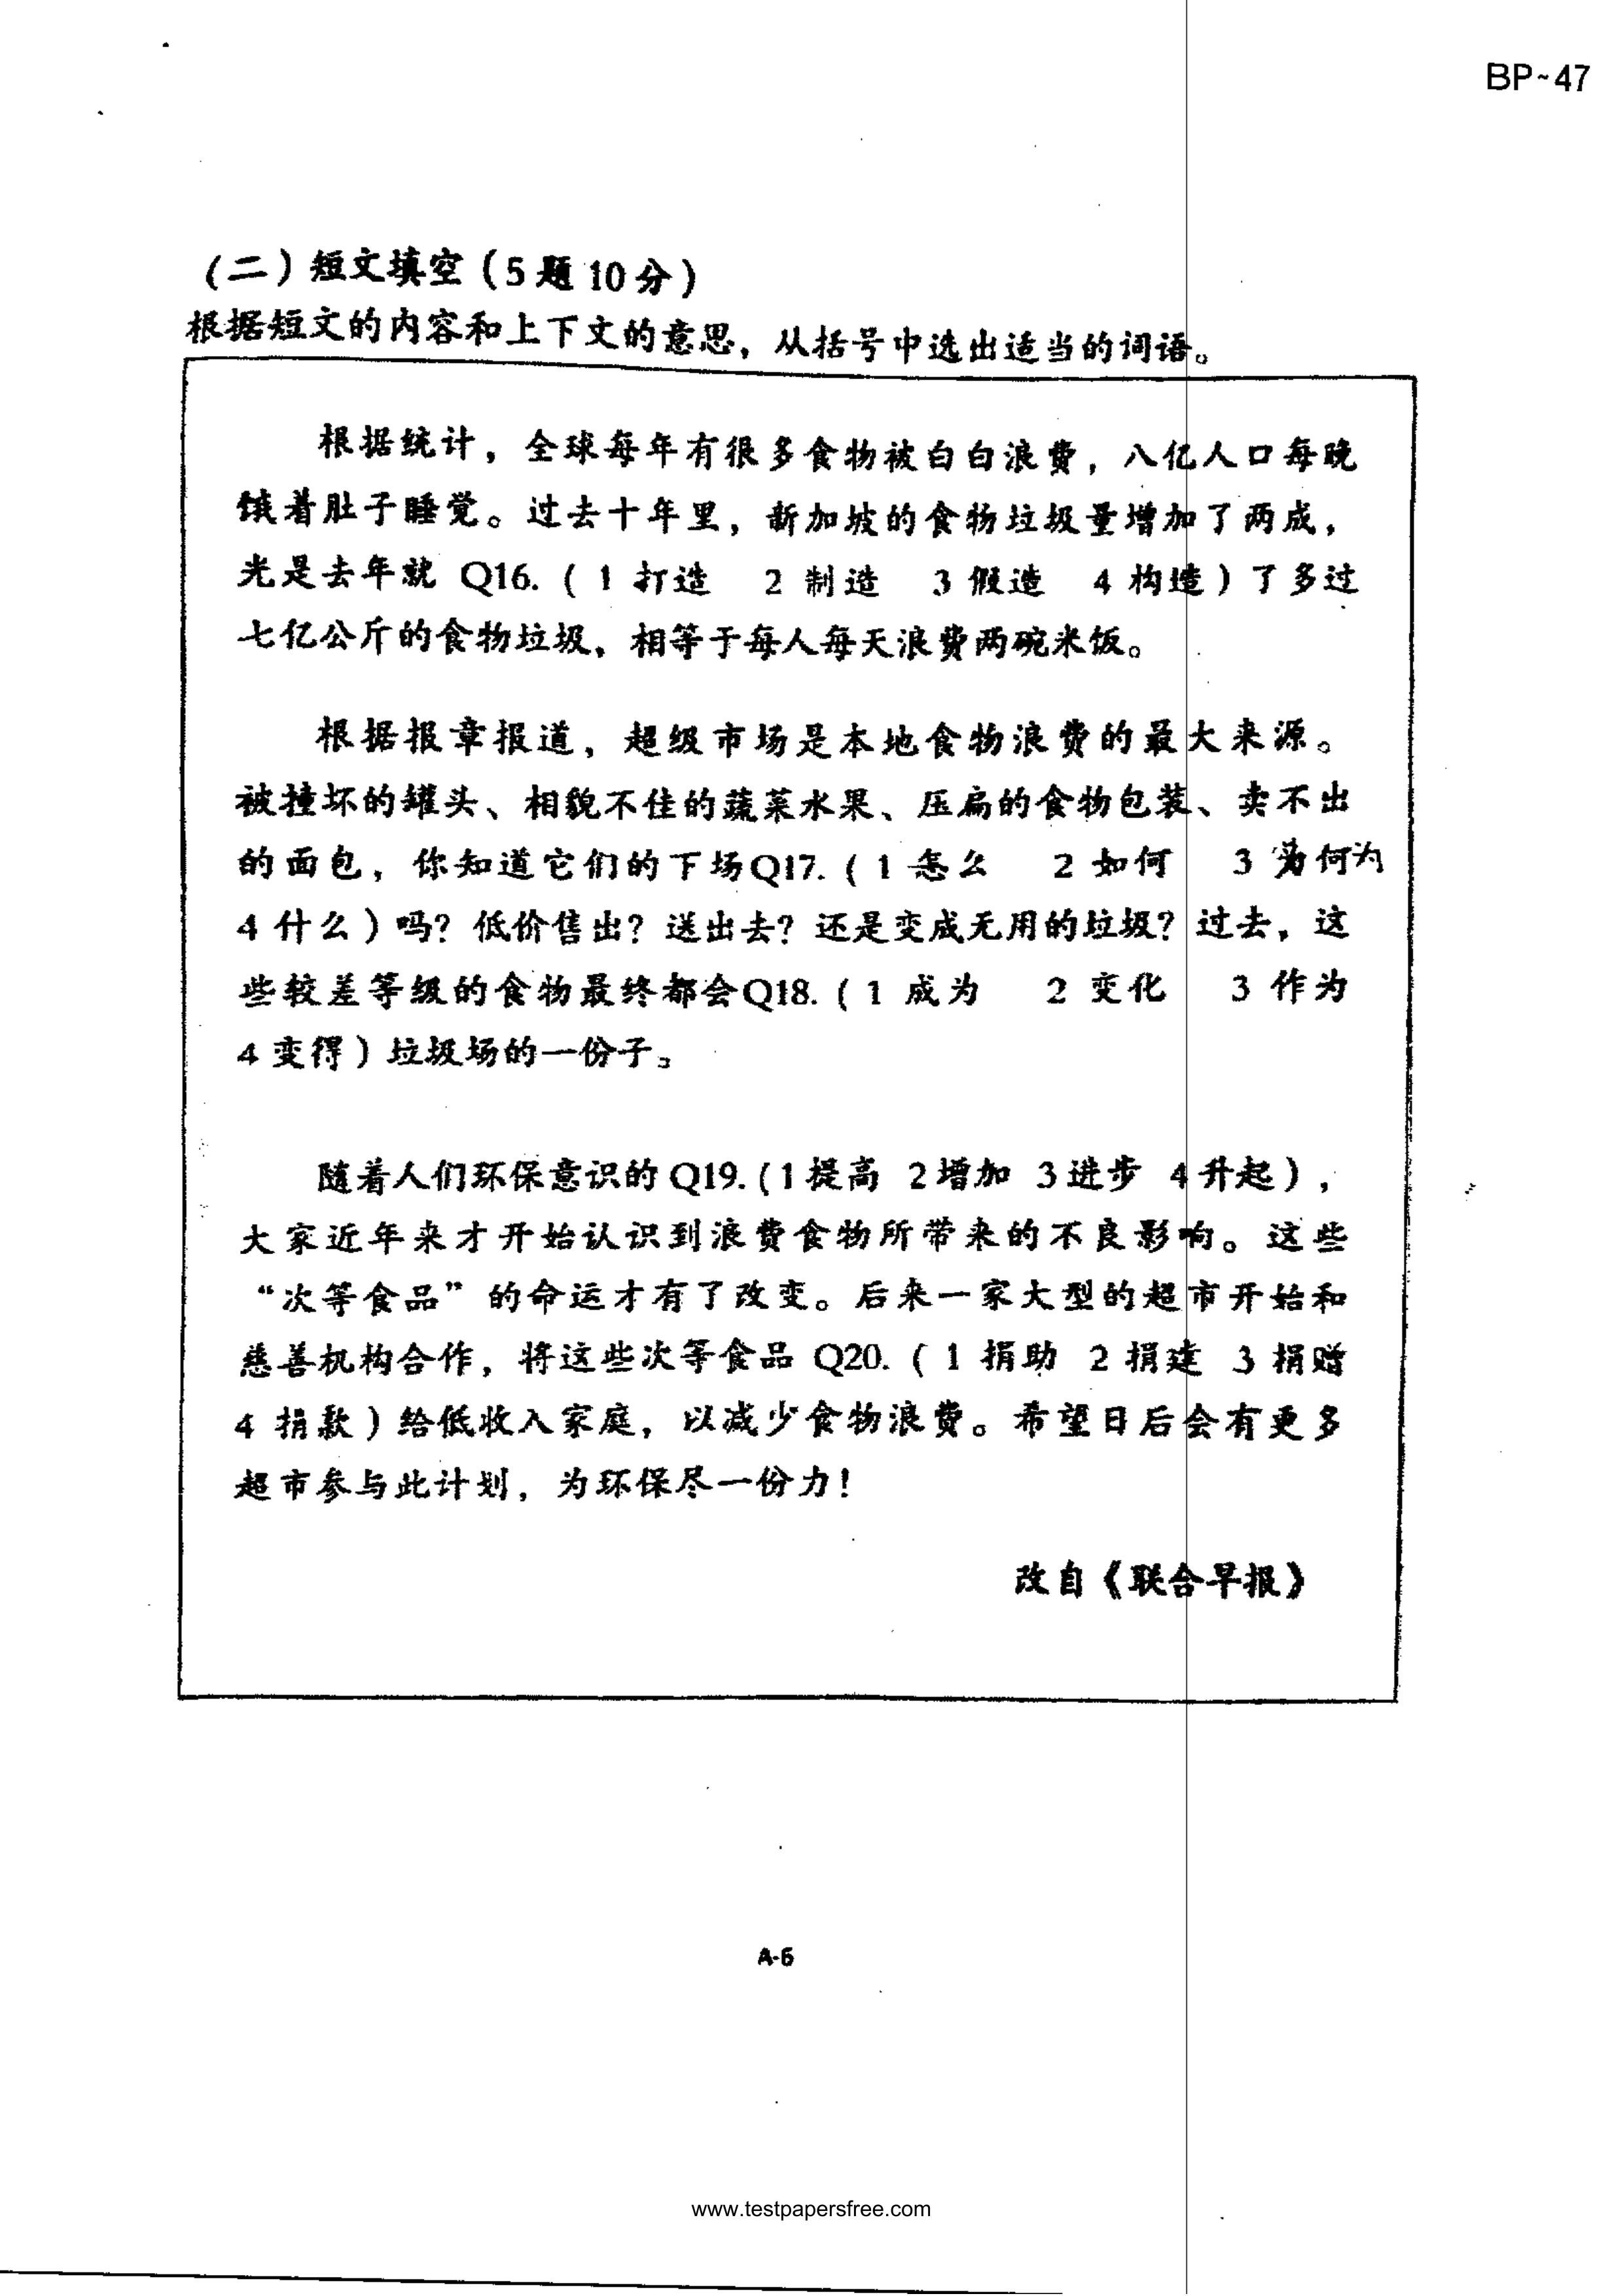 BP~47
(二)短文填空(5题10分)
根据短文的内容和上下文的意思,从括号中选出适当的词语。
根据统计,全球每年有很多食物被白白浪费,八亿人口每晚
饿着肚子睡觉。过去十年里,新加坡的食物垃圾量增加了两成,
光是去年就 Q16.(1 打造 2 制造 3 假造 4 构造)了多过
七亿公斤的食物垃圾,相等于每人每天浪费两碗米饭。
根据报章报道,超级市场是本地食物浪费的最大来源。
被撞坏的罐头、相貌不佳的蔬菜水果、压扁的食物包装、卖不出
的面包,你知道它们的下场Q17.(1 怎么 2 如何 3 为何为
4 什么)吗?低价售出?送出去?还是变成无用的垃圾?过去,这
些较差等级的食物最终都会Q18.(1 成为 2 变化 3 作为
4 变得)垃圾场的一份子。
随着人们环保意识的Q19.(1提高 2增加 3进步 4升起),
大家近年来才开始认识到浪费食物所带来的不良影响。这些
“次等食品”的命运才有了改变。后来一家大型的超市开始和
慈善机构合作,将这些次等食品 Q20.(1 捐助 2 捐建 3 捐赠
4 捐款)给低收入家庭,以减少食物浪费。希望日后会有更多
超市参与此计划,为环保尽一份力!
改自《联合早报》
A-6
www.testpapersfree.com